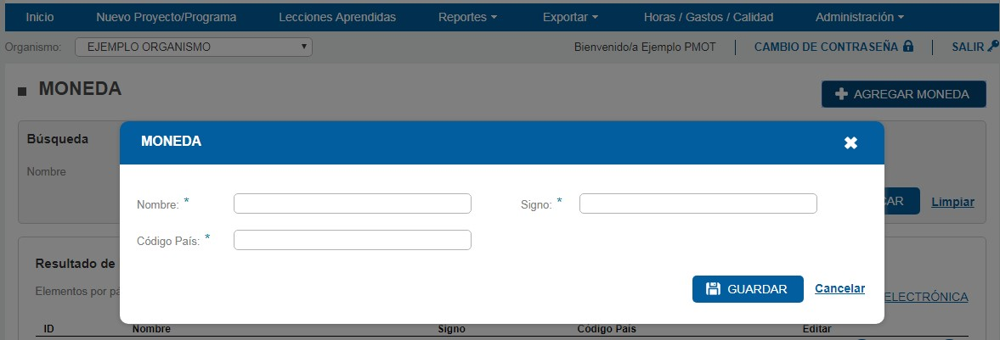 Inicio Nuevo Proyecto/Programa Lecciones Aprendidas Reportes Exportar Horas / Gastos / Calidad Administración
Organismo: EJEMPLO ORGANISMO Bienvenido/a Ejemplo PMOT CAMBIO DE CONTRASEÑA SALIR
MONEDA AGREGAR MONEDA
Búsqueda
MONEDA
Nombre
Nombre: * Signo: *
CAR Limpiar
Código País: *
Resultado de
GUARDAR Cancelar
Elementos por pá ELECTRÓNICA
ID Nombre Signo Código País Editar